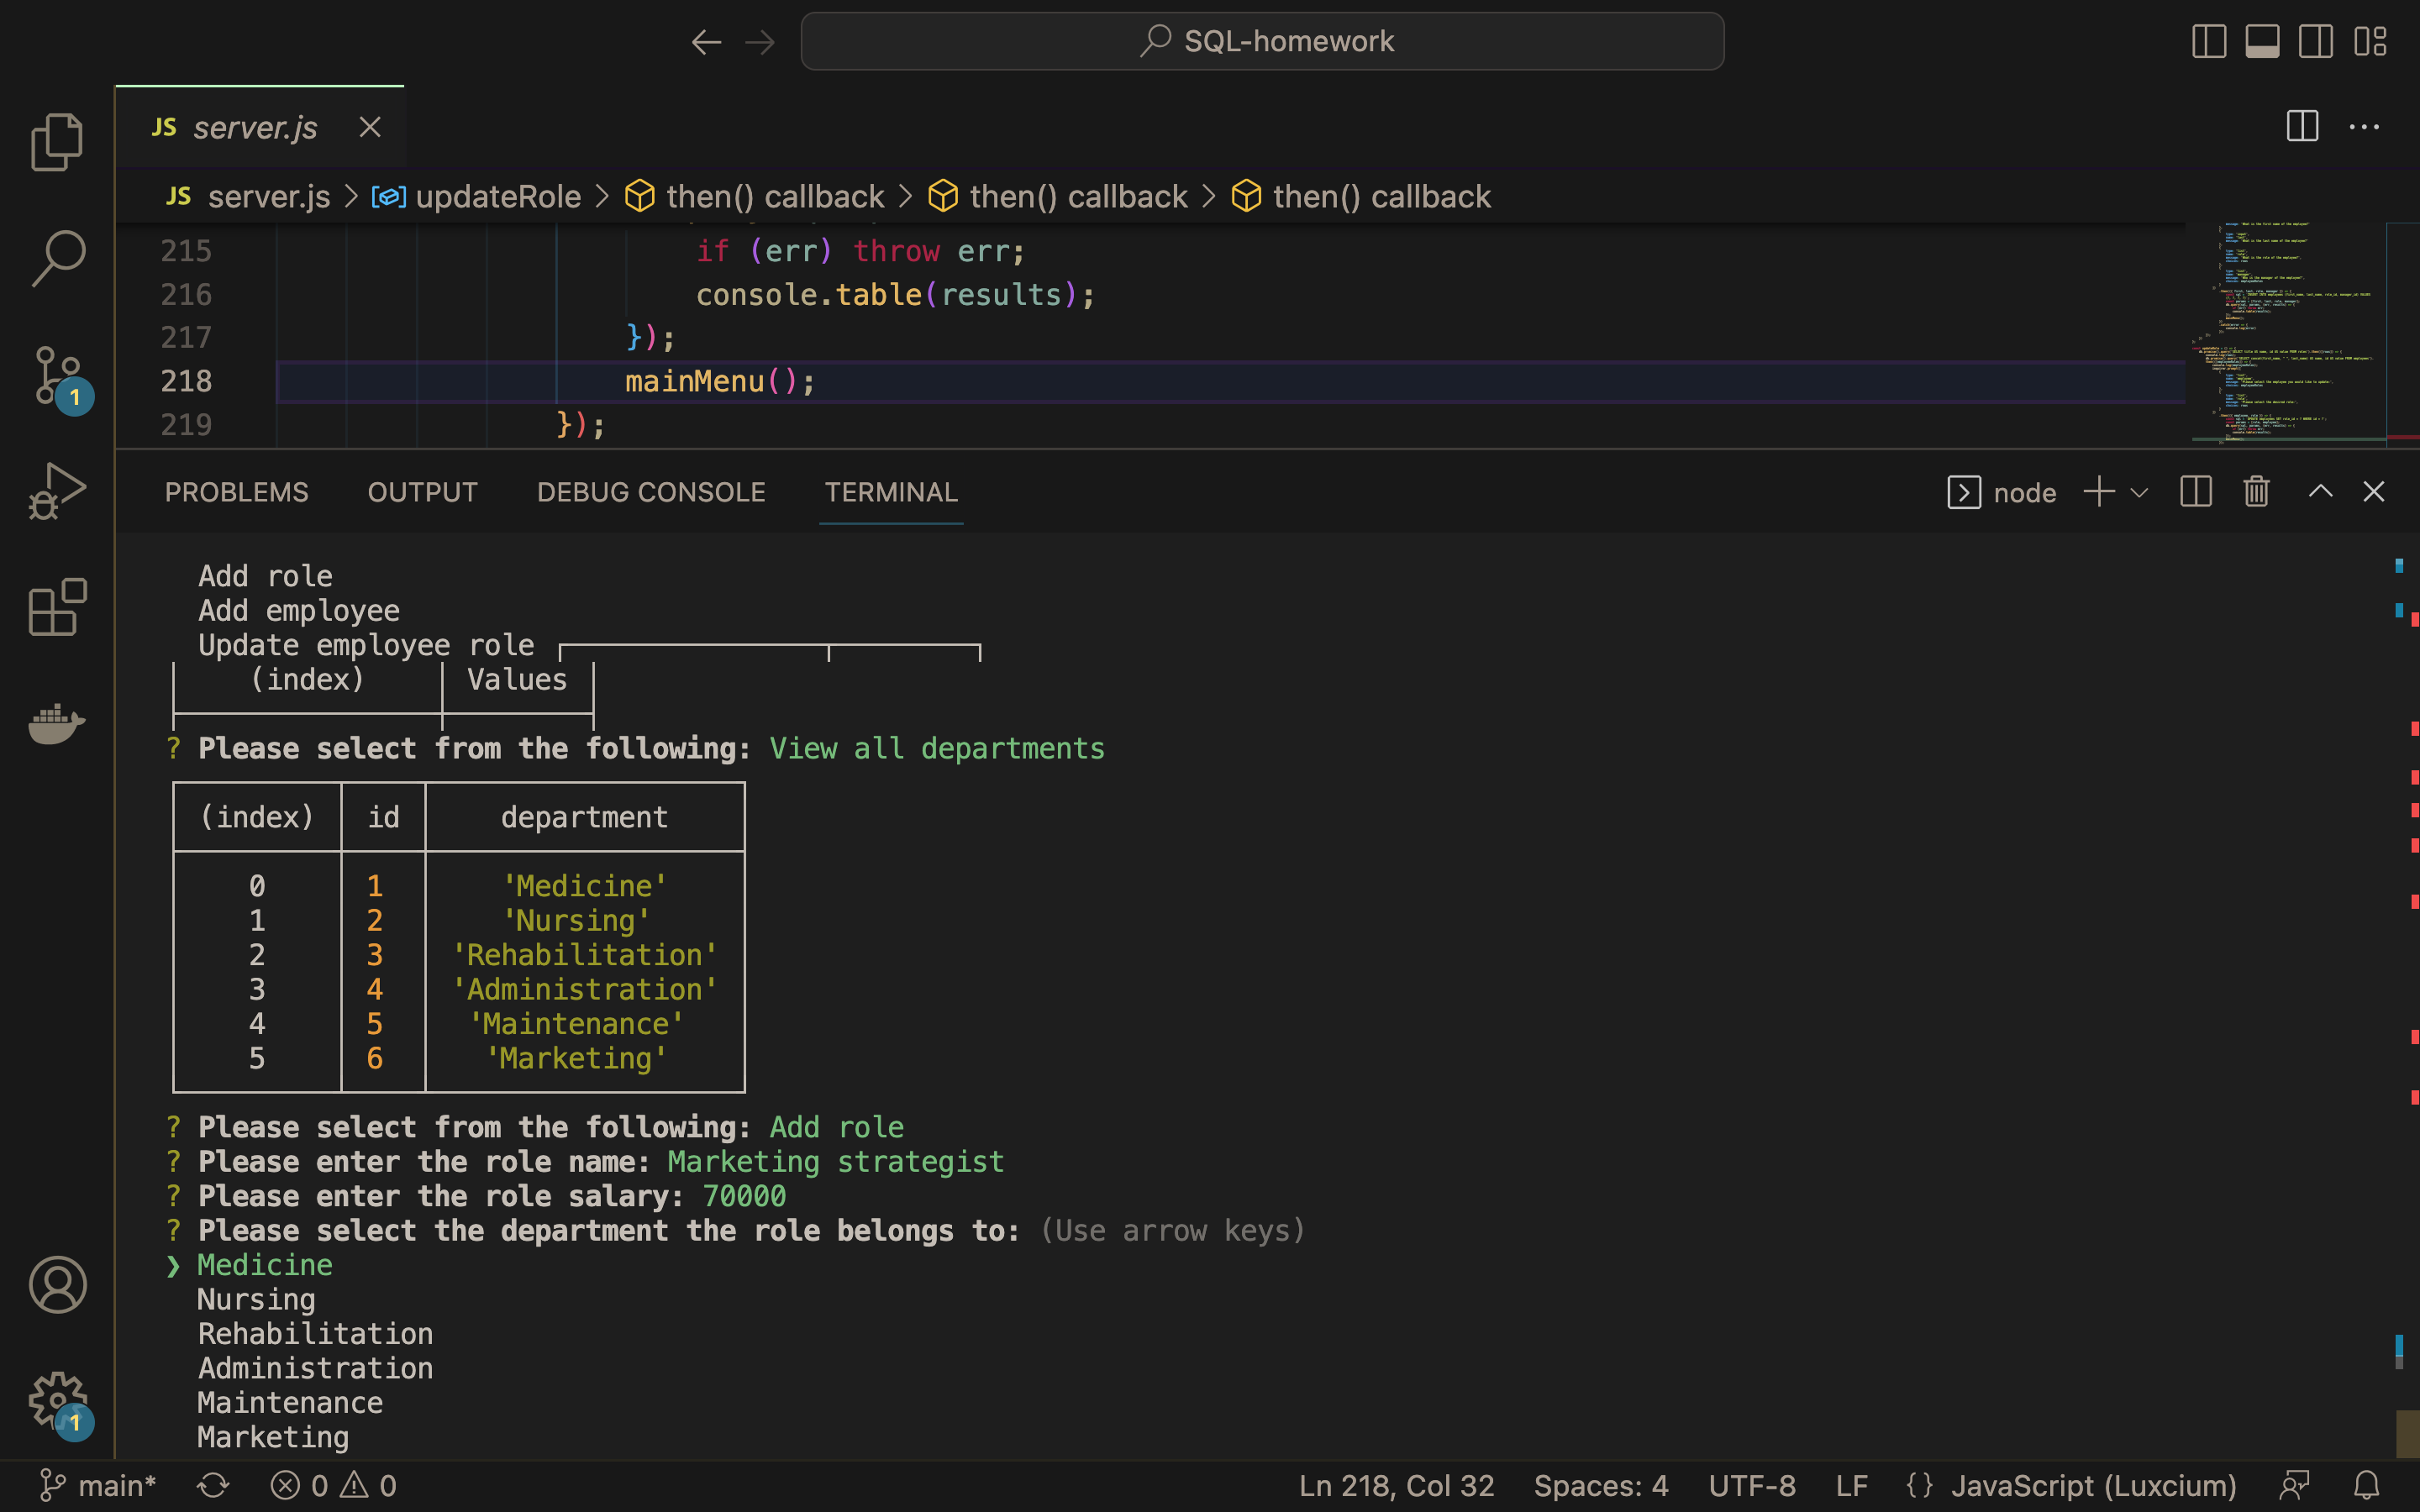 SQL-homework
JS server.js
JS server.js > updateRole > then() callback > then() callback > then() callback
215 if (err) throw err;
216 console.table(results);
217 });
218 mainMenu();
219 });
PROBLEMS OUTPUT DEBUG CONSOLE TERMINAL node
Add role
Add employee
Update employee role
(index) Values
? Please select from the following: View all departments
(index) id department
0 1 'Medicine'
1 2 'Nursing'
2 3 'Rehabilitation'
3 4 'Administration'
4 5 'Maintenance'
5 6 'Marketing'
? Please select from the following: Add role
? Please enter the role name: Marketing strategist
? Please enter the role salary: 70000
? Please select the department the role belongs to: (Use arrow keys)
❯ Medicine
Nursing
Rehabilitation
Administration
Maintenance
Marketing
1
1
main* 0 0 Ln 218, Col 32 Spaces: 4 UTF-8 LF {} JavaScript (Luxcium)